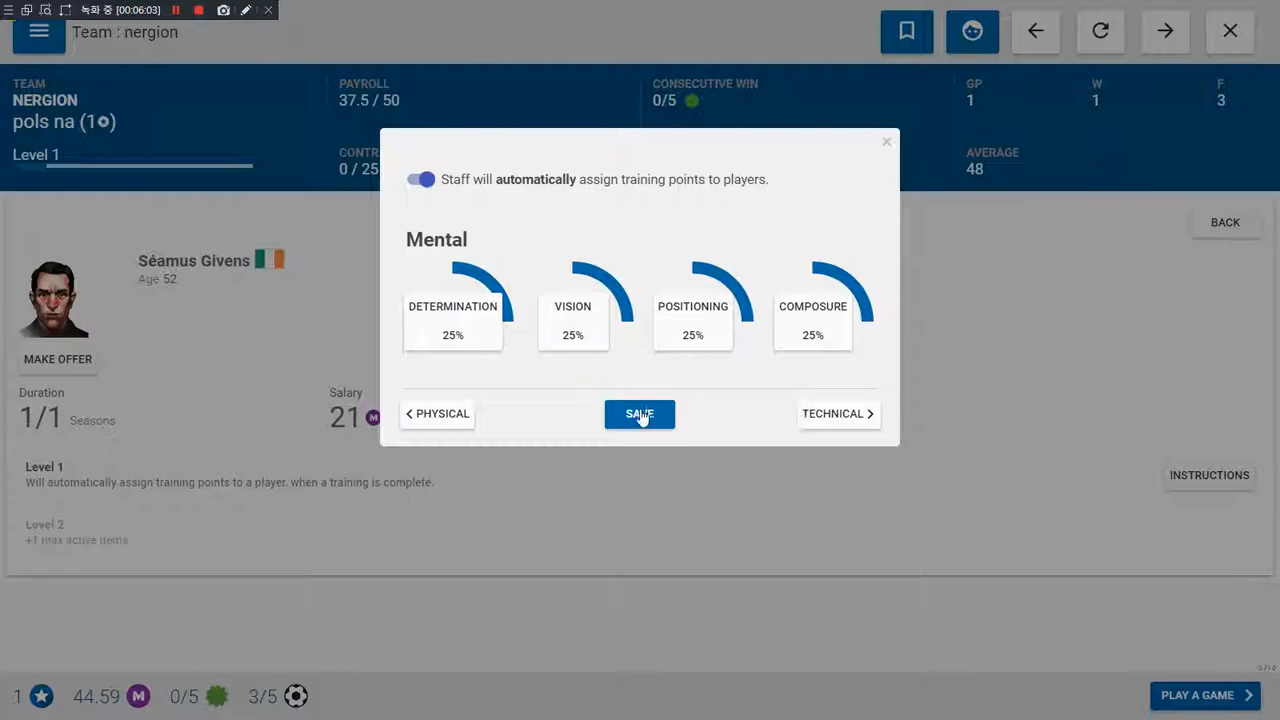 녹화 중 [00:06:03]
Team : nergion
TEAM
NERGION
pols na (1)
Level 1
PAYROLL
37.5 / 50
CONTR
0 / 25
CONSECUTIVE WIN
0/5
GP
1
W
1
F
3
AVERAGE
48
BACK
Séamus Givens
Age 52
MAKE OFFER
Duration
1/1 Seasons
Salary
21 M
Level 1
Will automatically assign training points to a player, when a training is complete.
INSTRUCTIONS
Level 2
+1 max active items
×
Staff will automatically assign training points to players.
Mental
DETERMINATION
25%
VISION
25%
POSITIONING
25%
COMPOSURE
25%
PHYSICAL
SAVE
TECHNICAL
1
44.59 M
0/5
3/5
PLAY A GAME